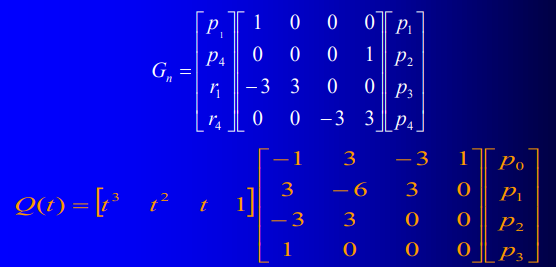 G_n = [p_1 p_4 r_1 r_4] [1 0 0 0; 0 0 0 1; -3 3 0 0; 0 0 -3 3] [p_1 p_2 p_3 p_4]
Q(t) = [t^3 t^2 t 1] [-1 3 -3 1; 3 -6 3 0; -3 3 0 0; 1 0 0 0] [p_0 p_1 p_2 p_3]